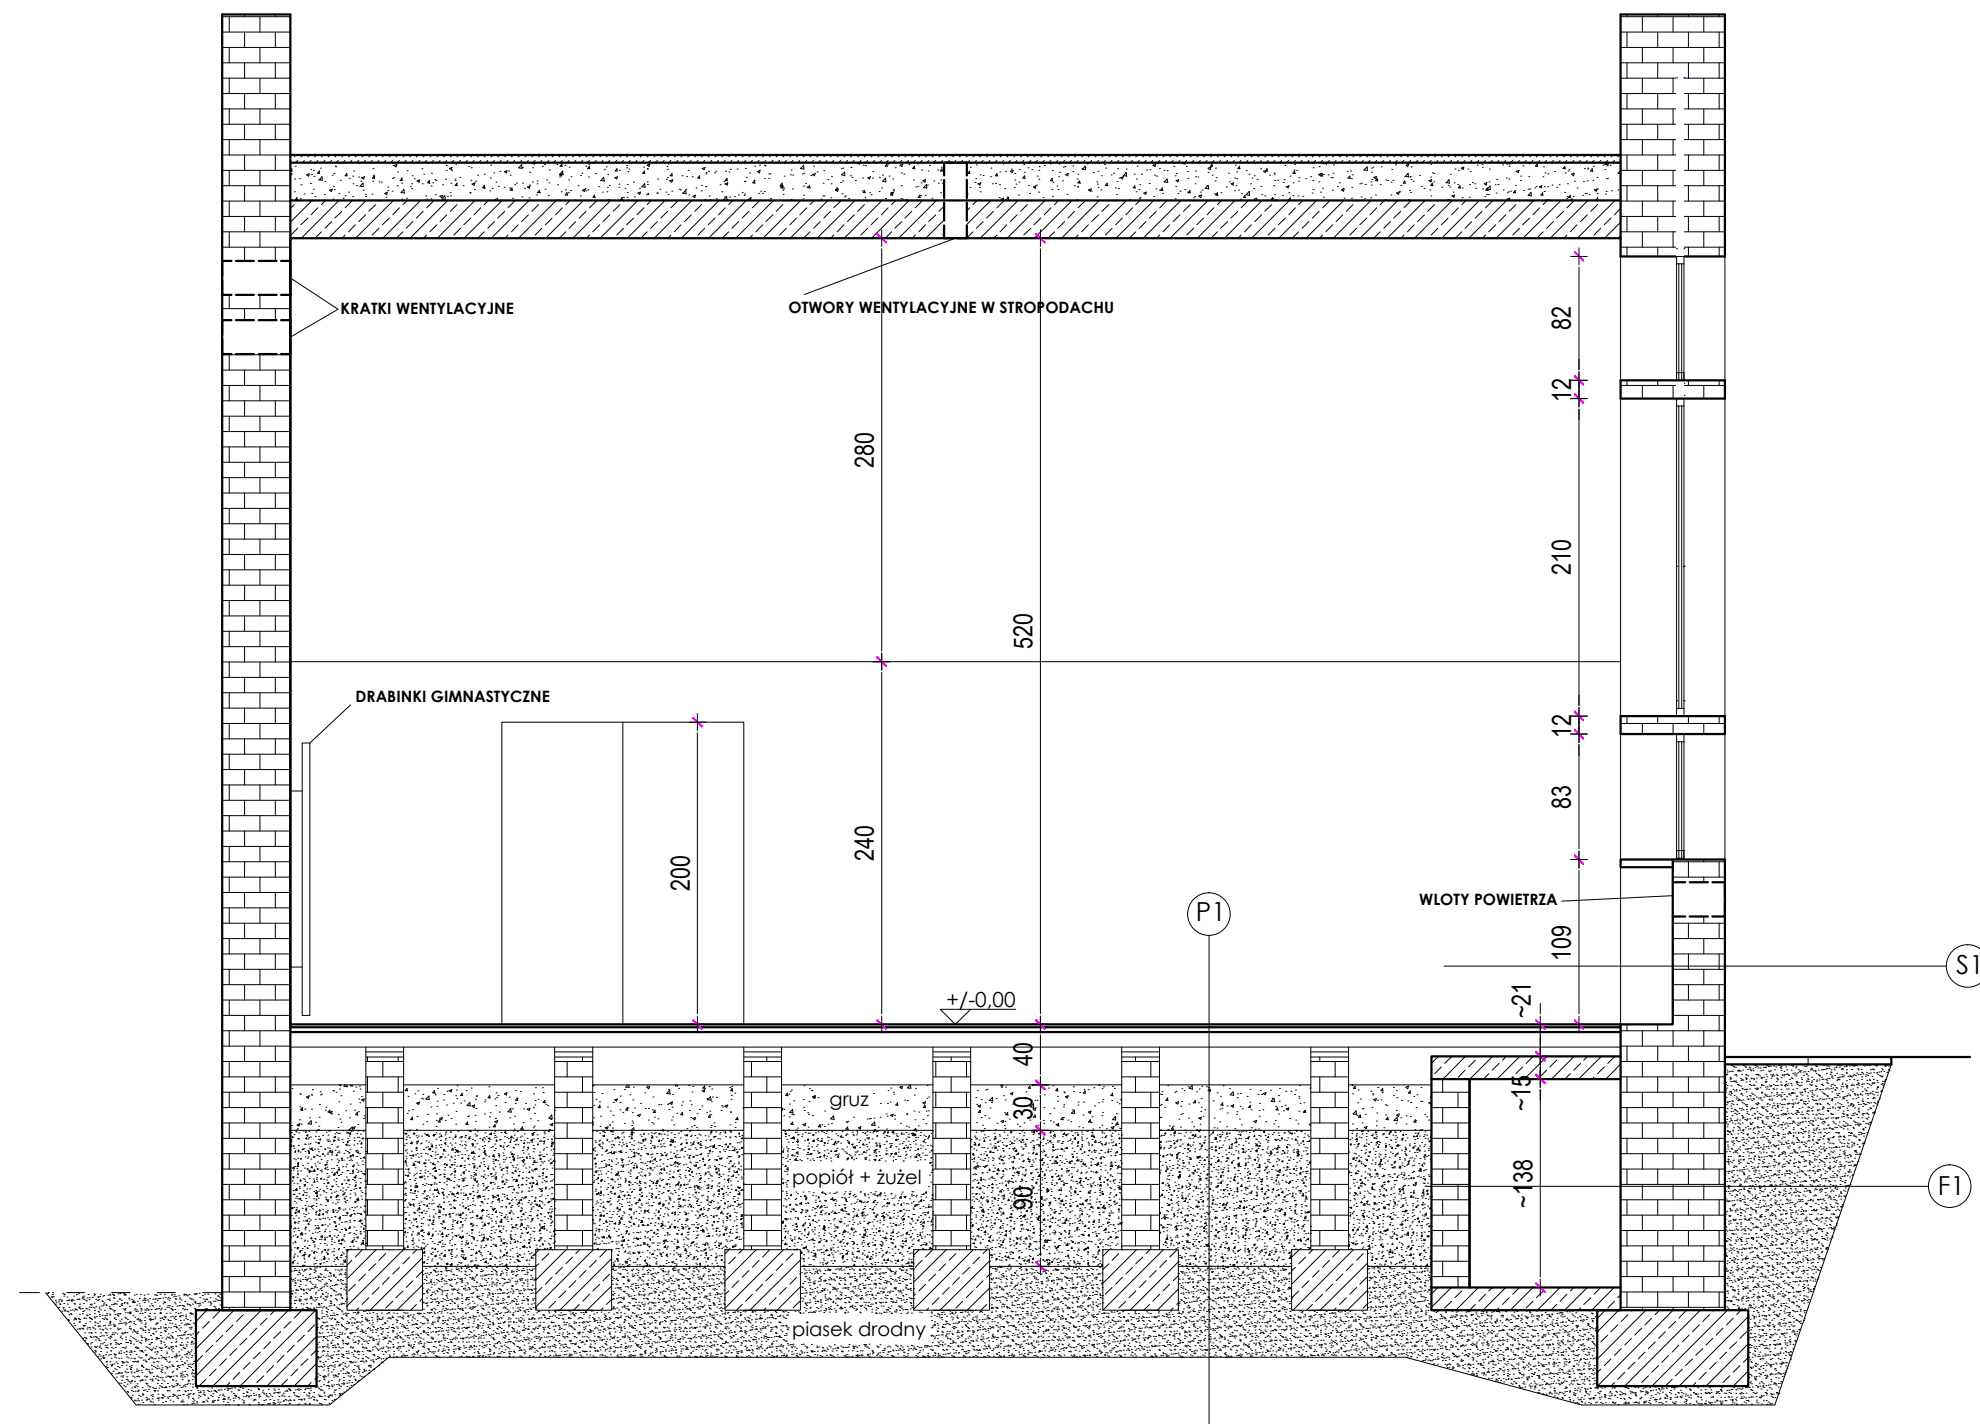 KRATKI WENTYLACYJNE
OTWORY WENTYLACYJNE W STROPODACHU
82
12
280
210
520
DRABINKI GIMNASTYCZNE
12
83
240
200
WLOTY POWIETRZA
P1
109
S1
+/-0,00
~21
40
gruz
30
~15
popiół + żużel
90
~138
F1
piasek drodny